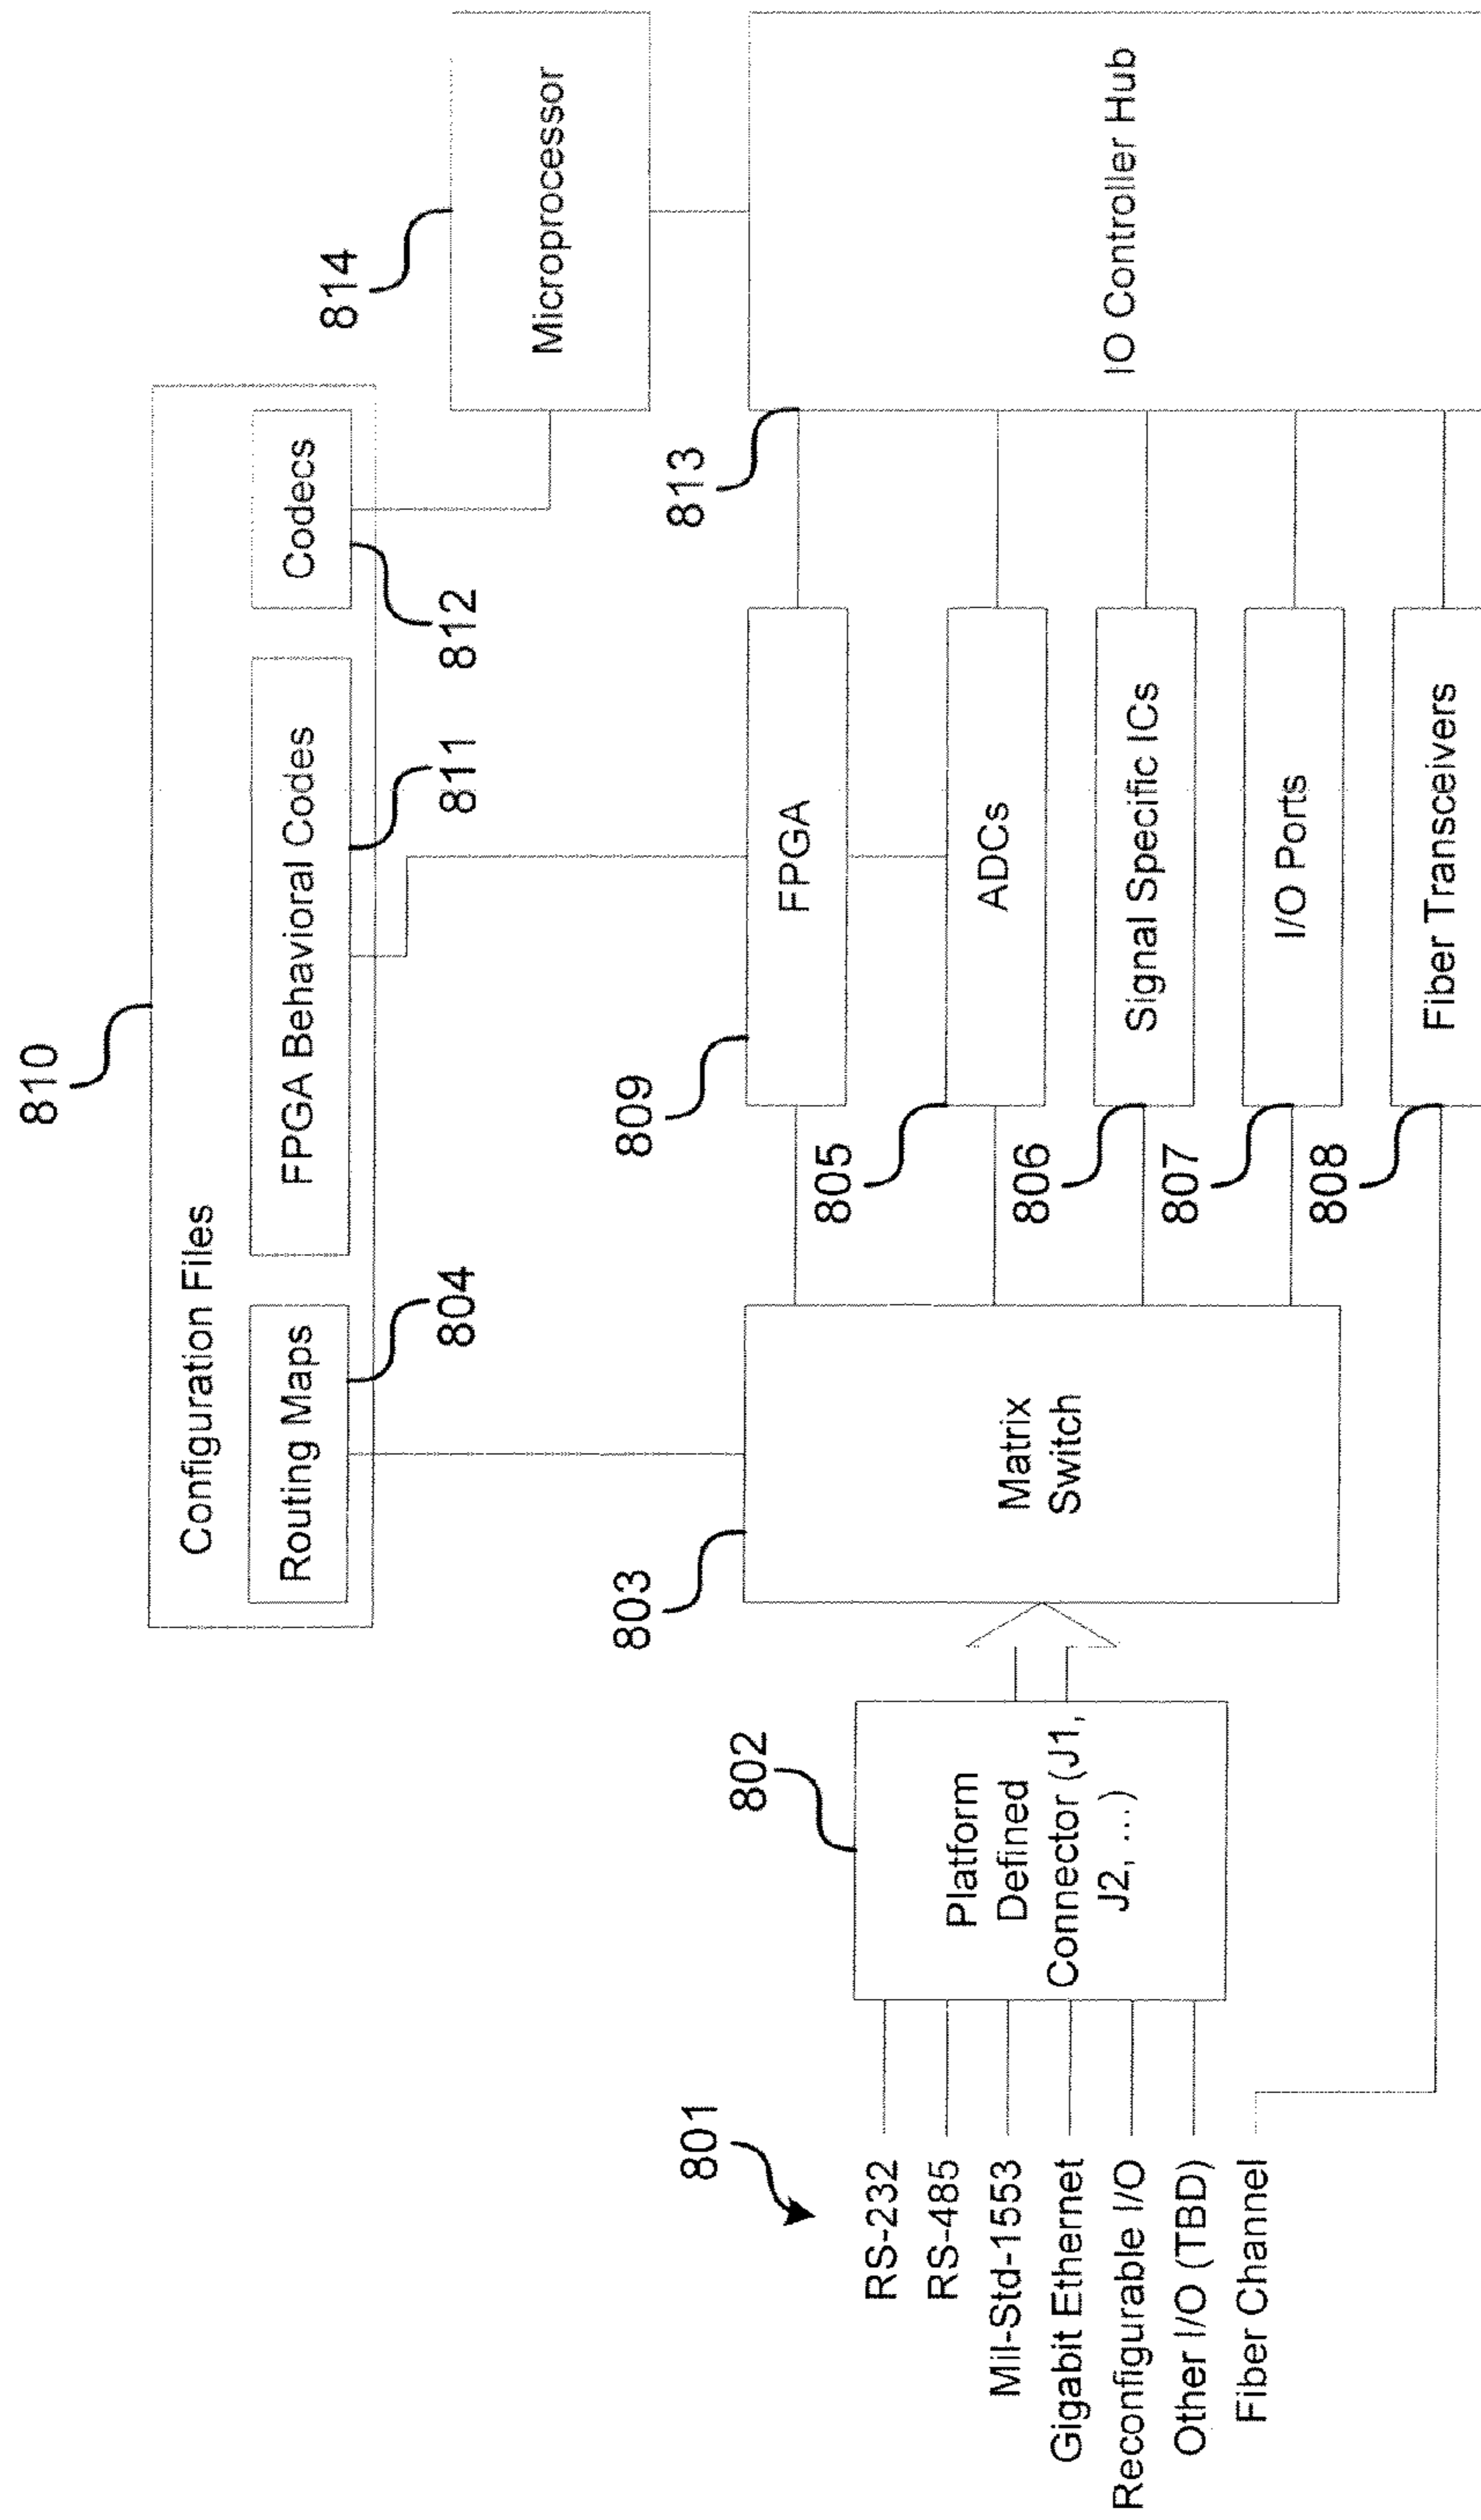 810
Configuration Files
Routing Maps
FPGA Behavioral Codes
Codecs
804
811
812
814
Microprocessor
801
RS-232
RS-485
Mil-Std-1553
Gigabit Ethernet
Reconfigurable I/O
Other I/O (TBD)
Fiber Channel
802
Platform
Defined
Connector (J1,
J2, ...)
803
Matrix
Switch
809
FPGA
805
ADCs
806
Signal Specific ICs
807
I/O Ports
808
Fiber Transceivers
813
IO Controller Hub